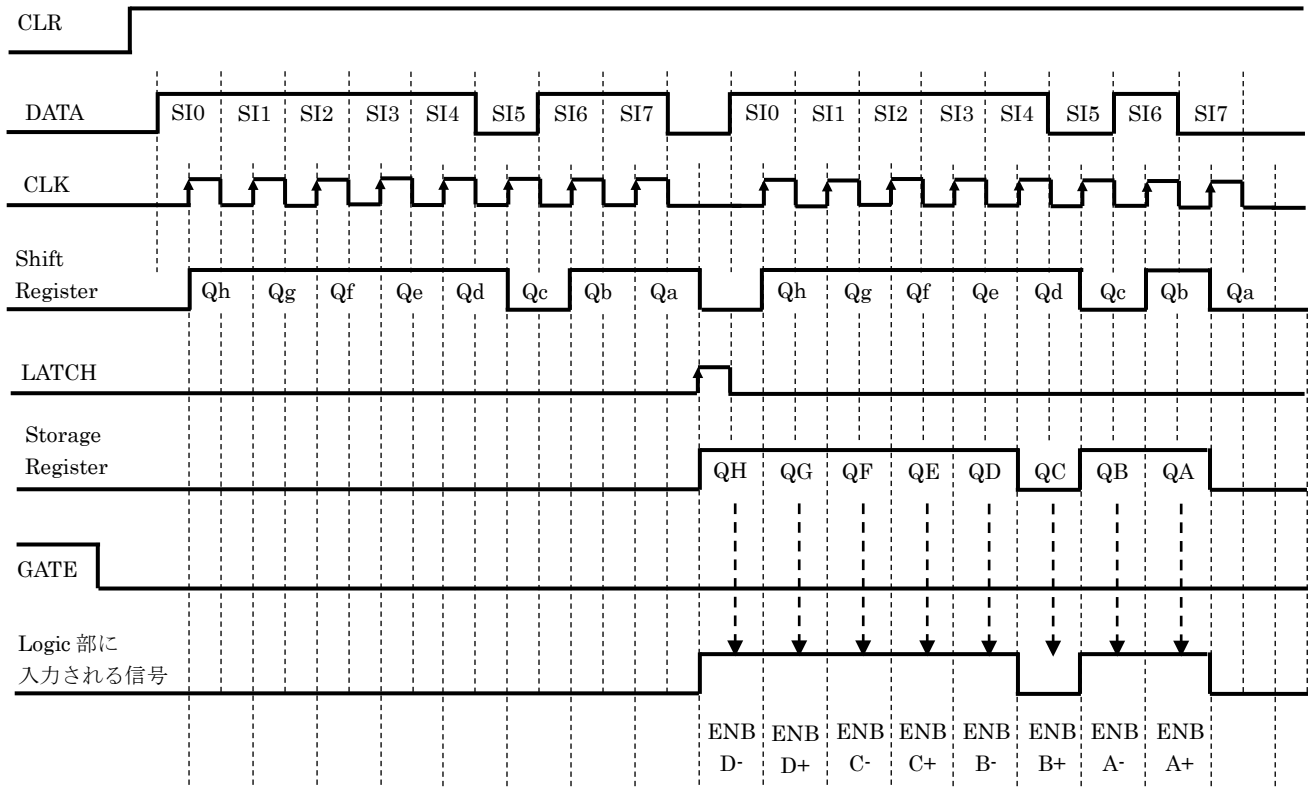 CLR
DATA
SI0 SI1 SI2 SI3 SI4 SI5 SI6 SI7 SI0 SI1 SI2 SI3 SI4 SI5 SI6 SI7
CLK
Shift
Register
Qh Qg Qf Qe Qd Qc Qb Qa Qh Qg Qf Qe Qd Qc Qb Qa
LATCH
Storage
Register
QH QG QF QE QD QC QB QA
GATE
Logic 部に
入力される信号
ENB ENB ENB ENB ENB ENB ENB ENB
D- D+ C- C+ B- B+ A- A+